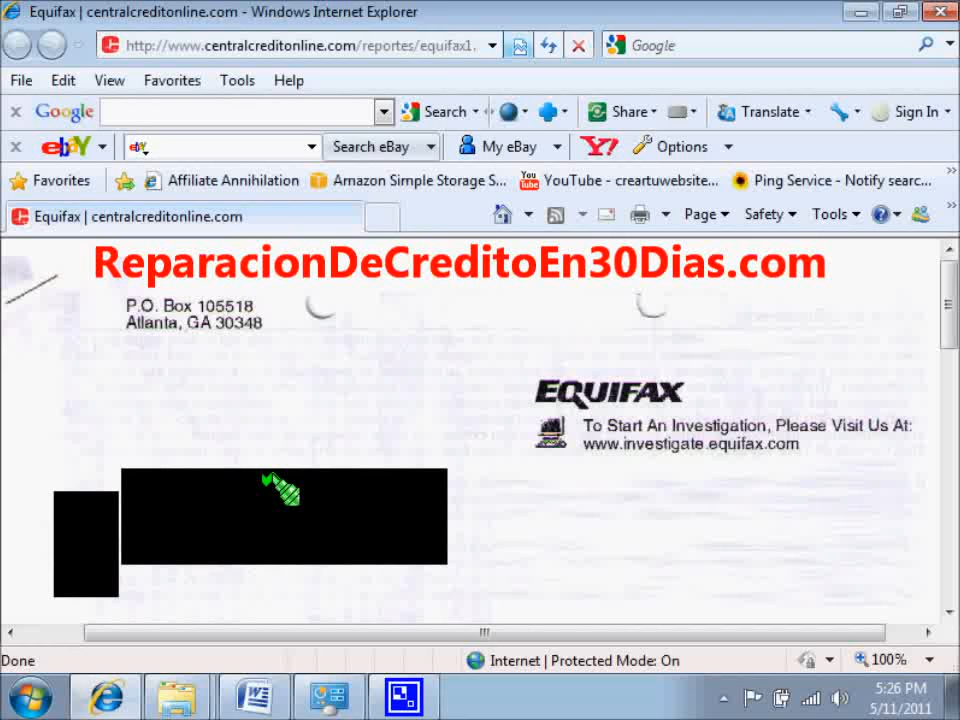 Equifax | centralcreditonline.com - Windows Internet Explorer
http://www.centralcreditonline.com/reportes/equifax1. Google
File Edit View Favorites Tools Help
x Google Search Share Translate Sign In »
x ebY ebY Search eBay My eBay Y! Options
Favorites Affiliate Annihilation Amazon Simple Storage S... You Tube YouTube - creartuwebsite... Ping Service - Notify searc... »
Equifax | centralcreditonline.com Page Safety Tools »
ReparacionDeCreditoEn30Dias.com
P.O. Box 105518
Atlanta, GA 30348
EQUIFAX
To Start An Investigation, Please Visit Us At:
www.investigate.equifax.com
Done Internet | Protected Mode: On 100%
5:26 PM
5/11/2011